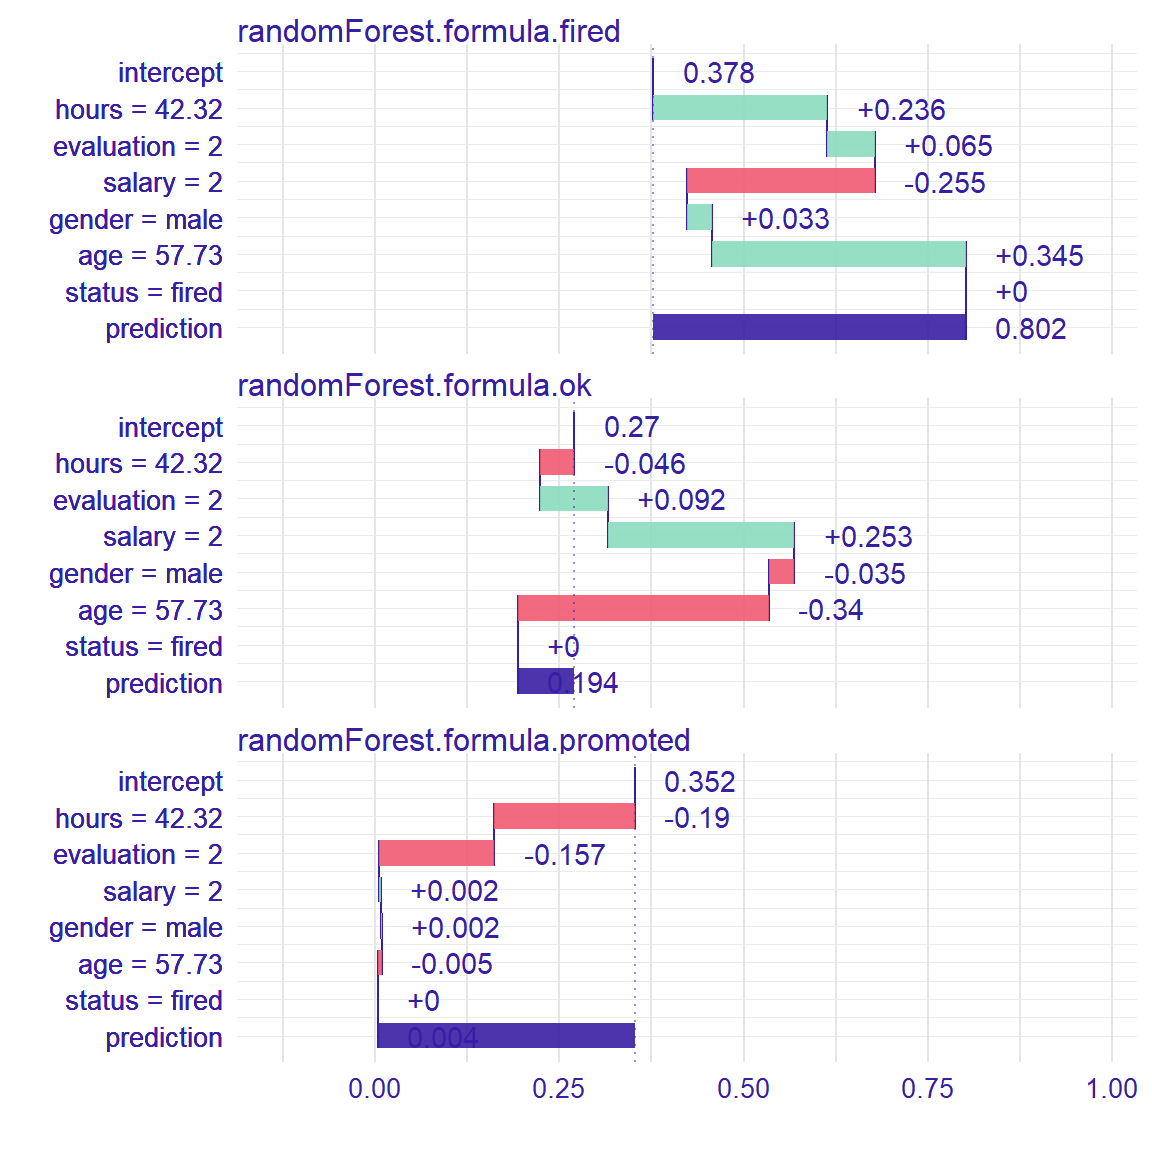 randomForest.formula.fired
intercept 0.378
hours = 42.32 +0.236
evaluation = 2 +0.065
salary = 2 -0.255
gender = male +0.033
age = 57.73 +0.345
status = fired +0
prediction 0.802
randomForest.formula.ok
intercept 0.27
hours = 42.32 -0.046
evaluation = 2 +0.092
salary = 2 +0.253
gender = male -0.035
age = 57.73 -0.34
status = fired +0
prediction 0.194
randomForest.formula.promoted
intercept 0.352
hours = 42.32 -0.19
evaluation = 2 -0.157
salary = 2 +0.002
gender = male +0.002
age = 57.73 -0.005
status = fired +0
prediction 0.004
0.00 0.25 0.50 0.75 1.00